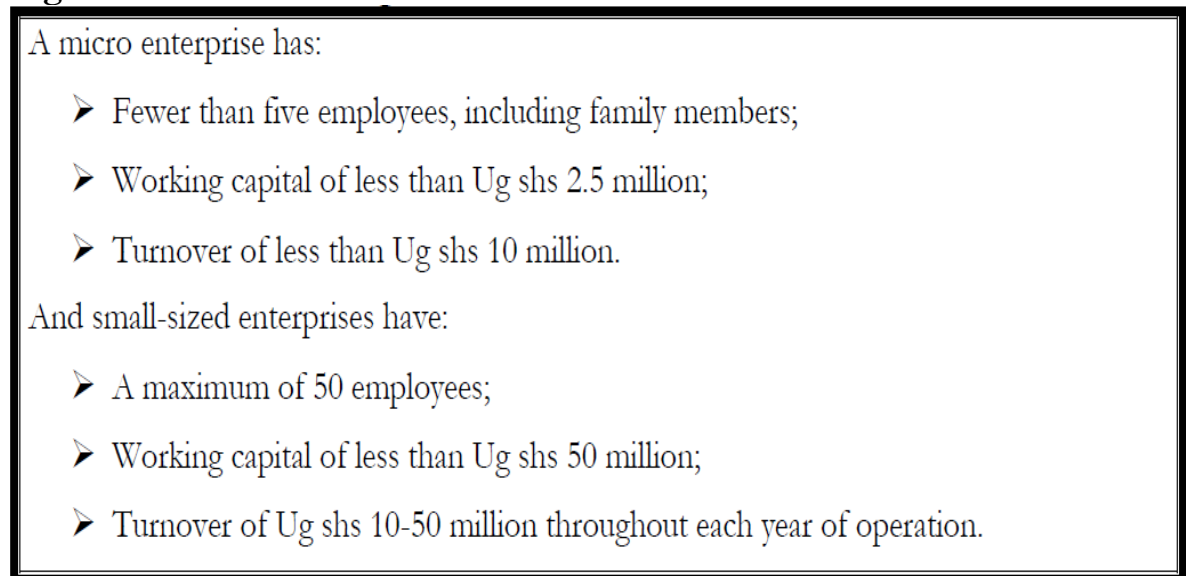 A micro enterprise has:
➢ Fewer than five employees, including family members;
➢ Working capital of less than Ug shs 2.5 million;
➢ Turnover of less than Ug shs 10 million.
And small-sized enterprises have:
➢ A maximum of 50 employees;
➢ Working capital of less than Ug shs 50 million;
➢ Turnover of Ug shs 10-50 million throughout each year of operation.